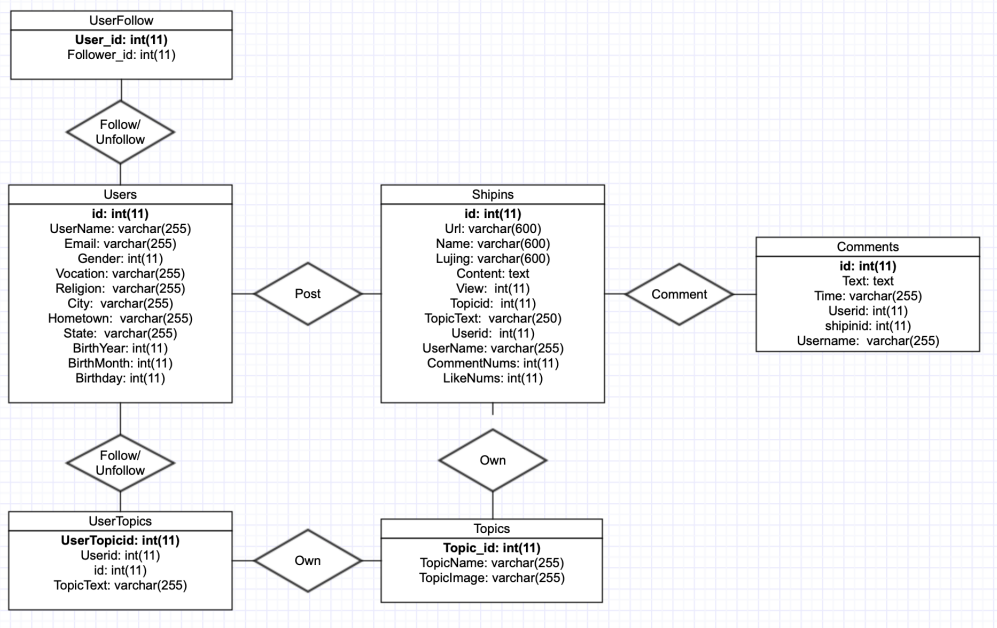 UserFollow
User_id: int(11)
Follower_id: int(11)
Follow/
Unfollow
Users
id: int(11)
UserName: varchar(255)
Email: varchar(255)
Gender: int(11)
Vocation: varchar(255)
Religion: varchar(255)
City: varchar(255)
Hometown: varchar(255)
State: varchar(255)
BirthYear: int(11)
BirthMonth: int(11)
Birthday: int(11)
Post
Shipins
id: int(11)
Url: varchar(600)
Name: varchar(600)
Lujing: varchar(600)
Content: text
View: int(11)
Topicid: int(11)
TopicText: varchar(250)
Userid: int(11)
UserName: varchar(255)
CommentNums: int(11)
LikeNums: int(11)
Comment
Comments
id: int(11)
Text: text
Time: varchar(255)
Userid: int(11)
shipinid: int(11)
Username: varchar(255)
Follow/
Unfollow
Own
UserTopics
UserTopicid: int(11)
Userid: int(11)
id: int(11)
TopicText: varchar(255)
Own
Topics
Topic_id: int(11)
TopicName: varchar(255)
TopicImage: varchar(255)